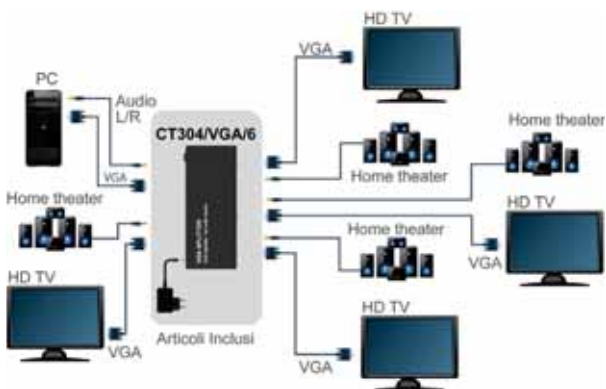 HD TV
VGA
PC
Audio
L/R
CT304/VGA/6
VGA
Home theater
Home theater
Home theater
Home theater
HD TV
VGA
HD TV
HD TV
VGA
Articoli Inclusi
VGA